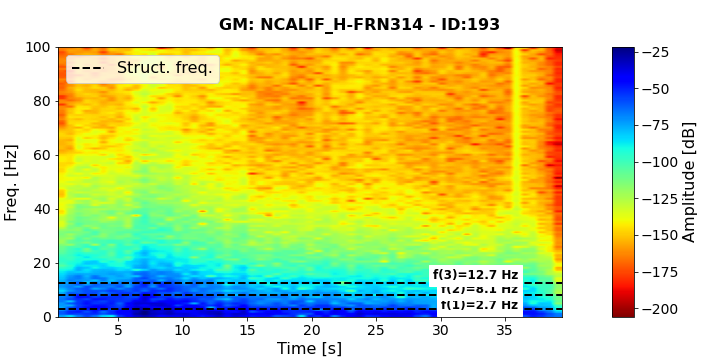 GM: NCALIF_H-FRN314 - ID:193
100
80
60
40
20
0
Freq. [Hz]
Struct. freq.
f(3)=12.7 Hz
f(2)=8.1 Hz
f(1)=2.7 Hz
5
10
15
20
25
30
35
Time [s]
−25
−50
−75
−100
−125
−150
−175
−200
Amplitude [dB]